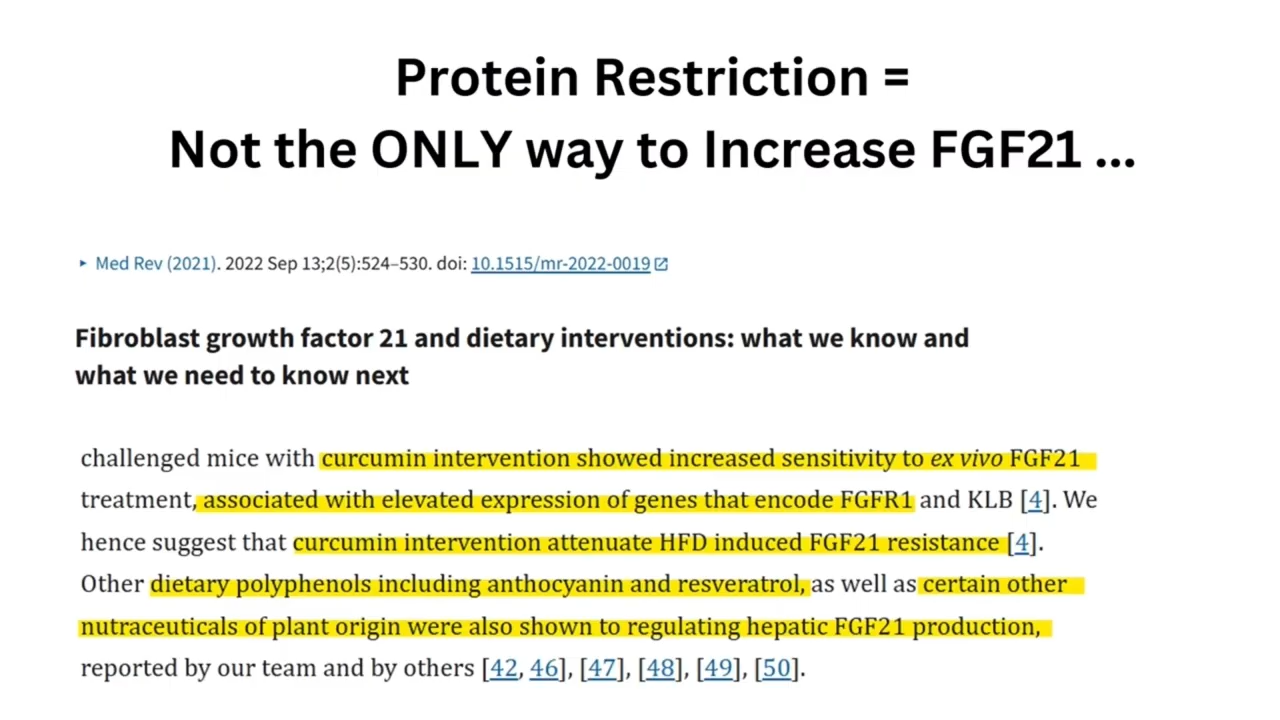 Protein Restriction =
Not the ONLY way to Increase FGF21 ...
▸ Med Rev (2021). 2022 Sep 13;2(5):524–530. doi: 10.1515/mr-2022-0019
Fibroblast growth factor 21 and dietary interventions: what we know and
what we need to know next
challenged mice with curcumin intervention showed increased sensitivity to ex vivo FGF21
treatment, associated with elevated expression of genes that encode FGFR1 and KLB [4]. We
hence suggest that curcumin intervention attenuate HFD induced FGF21 resistance [4].
Other dietary polyphenols including anthocyanin and resveratrol, as well as certain other
nutraceuticals of plant origin were also shown to regulating hepatic FGF21 production,
reported by our team and by others [42, 46], [47], [48], [49], [50].